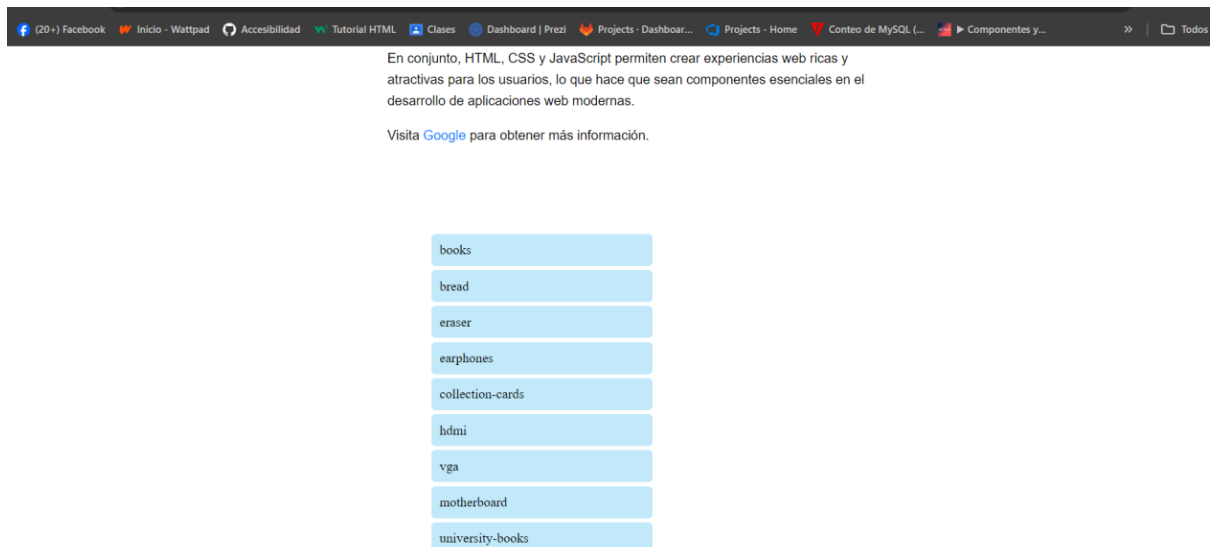 (20+) Facebook Inicio - Wattpad Accesibilidad Tutorial HTML Clases Dashboard | Prezi Projects - Dashboar... Projects - Home Conteo de MySQL (... ▶ Componentes y... » Todos
En conjunto, HTML, CSS y JavaScript permiten crear experiencias web ricas y
atractivas para los usuarios, lo que hace que sean componentes esenciales en el
desarrollo de aplicaciones web modernas.
Visita Google para obtener más información.
books
bread
eraser
earphones
collection-cards
hdmi
vga
motherboard
university-books